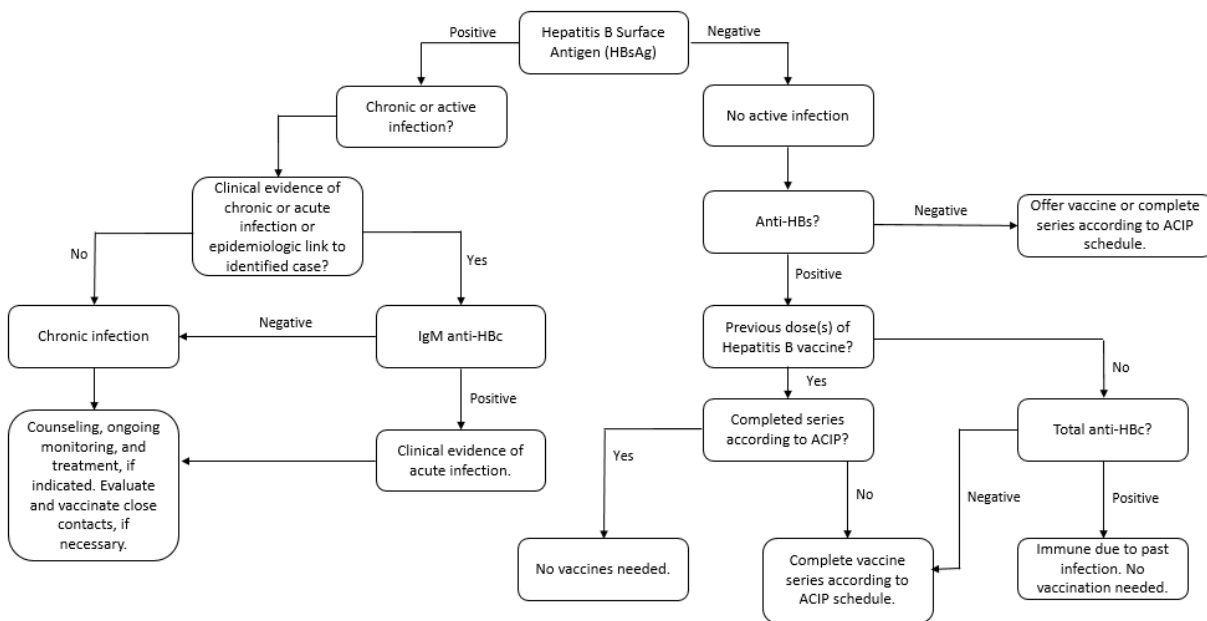 Hepatitis B Surface
Antigen (HBsAg)
Positive
Negative
Chronic or active
infection?
No active infection
Clinical evidence of
chronic or acute
infection or
epidemiologic link to
identified case?
Anti-HBs?
Negative
Offer vaccine or complete
series according to ACIP
schedule.
No
Yes
Positive
Chronic infection
Negative
IgM anti-HBc
Previous dose(s) of
Hepatitis B vaccine?
No
Yes
Positive
Counseling, ongoing
monitoring, and
treatment, if
indicated. Evaluate
and vaccinate close
contacts, if
necessary.
Clinical evidence of
acute infection.
Completed series
according to ACIP?
Total anti-HBc?
Yes
No
Negative
Positive
No vaccines needed.
Complete vaccine
series according to
ACIP schedule.
Immune due to past
infection. No
vaccination needed.